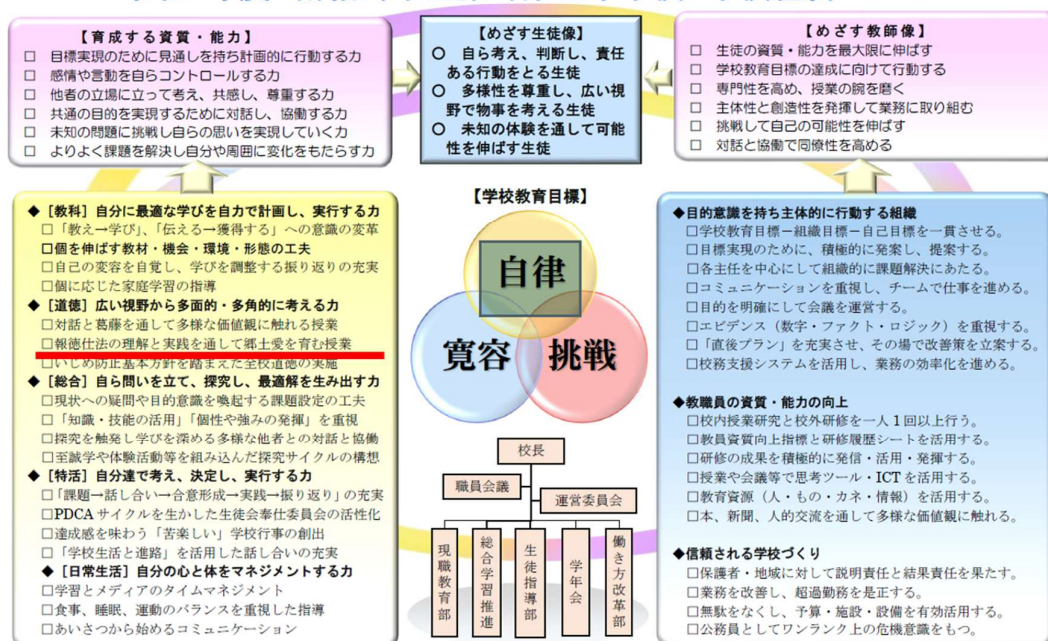 【育成する資質・能力】
□ 目標実現のために見通しを持ち計画的に行動する力
□ 感情や言動を自らコントロールする力
□ 他者の立場に立って考え、共感し、尊重する力
□ 共通の目的を実現するために対話し、協働する力
□ 未知の問題に挑戦し自らの思いを実現していく力
□ よりよく課題を解決し自分や周囲に変化をもたらす力
【めざす生徒像】
○ 自ら考え、判断し、責任
ある行動をとる生徒
○ 多様性を尊重し、広い視
野で物事を考える生徒
○ 未知の体験を通して可能
性を伸ばす生徒
【めざす教師像】
□ 生徒の資質・能力を最大限に伸ばす
□ 学校教育目標の達成に向けて行動する
□ 専門性を高め、授業の腕を磨く
□ 主体性と創造性を発揮して業務に取り組む
□ 挑戦して自己の可能性を伸ばす
□ 対話と協働で同僚性を高める
◆［教科］自分に最適な学びを自力で計画し、実行する力
□「教え→学び」、「伝える→獲得する」への意識の変革
□個を伸ばす教材・機会・環境・形態の工夫
□自己の変容を自覚し、学びを調整する振り返りの充実
□個に応じた家庭学習の指導
◆［道徳］広い視野から多面的・多角的に考える力
□対話と葛藤を通して多様な価値観に触れる授業
□報徳仕法の理解と実践を通して郷土愛を育む授業
□いじめ防止基本方針を踏まえた全校道徳の実施
◆［総合］自ら問いを立て、探究し、最適解を生み出す力
□現状への疑問や目的意識を喚起する課題設定の工夫
□「知識・技能の活用」「個性や強みの発揮」を重視
□探究を触発し学びを深める多様な他者との対話と協働
□至誠学や体験活動等を組み込んだ探究サイクルの構想
◆［特活］自分達で考え、決定し、実行する力
□「課題→話し合い→合意形成→実践→振り返り」の充実
□PDCAサイクルを生かした生徒会奉仕委員会の活性化
□達成感を味わう「苦楽しい」学校行事の創出
□「学校生活と進路」を活用した話し合いの充実
◆［日常生活］自分の心と体をマネジメントする力
□学習とメディアのタイムマネジメント
□食事、睡眠、運動のバランスを重視した指導
□あいさつから始めるコミュニケーション
【学校教育目標】
自律
寛容
挑戦
校長
職員会議
運営委員会
現職教育部
総合学習推進
生徒指導部
学年会
働き方改革部
◆目的意識を持ち主体的に行動する組織
□学校教育目標－組織目標－自己目標を一貫させる。
□目標実現のために、積極的に発案し、提案する。
□各主任を中心にして組織的に課題解決にあたる。
□コミュニケーションを重視し、チームで仕事を進める。
□目的を明確にして会議を運営する。
□エビデンス（数字・ファクト・ロジック）を重視する。
□「直後プラン」を充実させ、その場で改善策を立案する。
□校務支援システムを活用し、業務の効率化を進める。
◆教職員の資質・能力の向上
□校内授業研究と校外研修を一人1回以上行う。
□教員資質向上指標と研修履歴シートを活用する。
□研修の成果を積極的に発信・活用・発揮する。
□授業や会議等で思考ツール・ICTを活用する。
□教育資源（人・もの・カネ・情報）を活用する。
□本、新聞、人的交流を通して多様な価値観に触れる。
◆信頼される学校づくり
□保護者・地域に対して説明責任と結果責任を果たす。
□業務を改善し、超過勤務を是正する。
□無駄をなくし、予算・施設・設備を有効活用する。
□公務員としてワンランク上の危機意識をもつ。